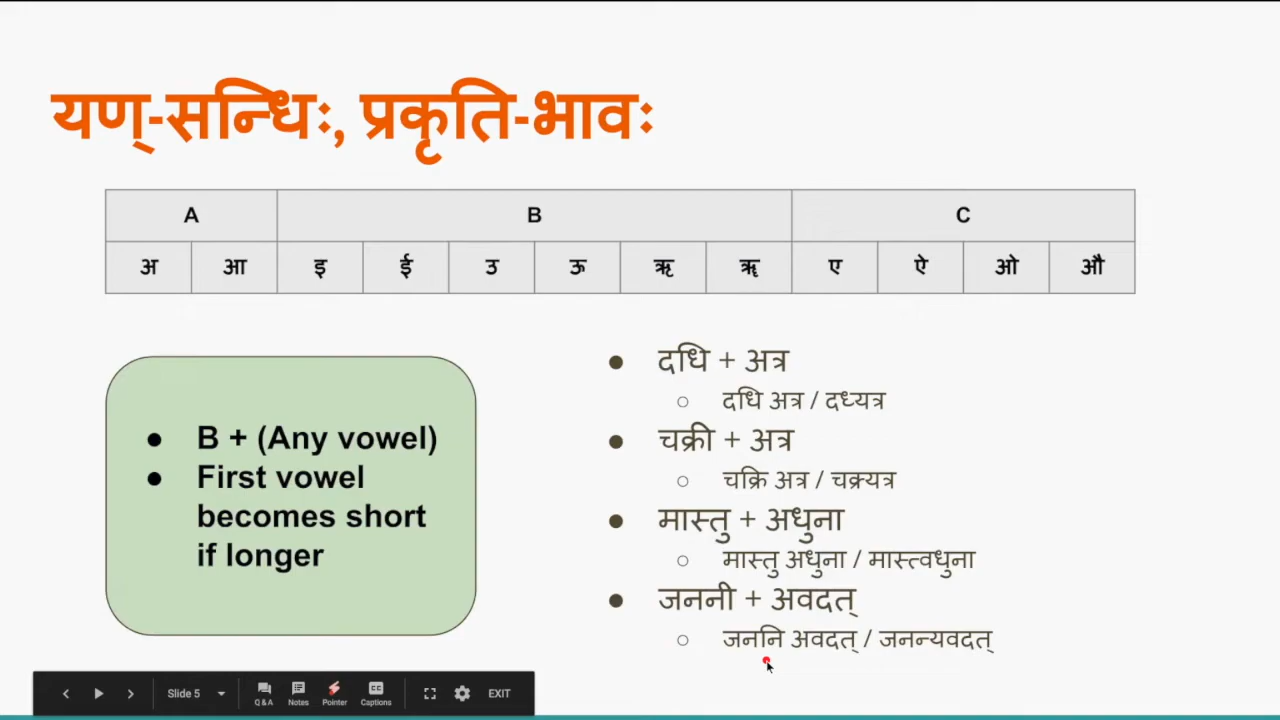 यण्-सन्धिः, प्रकृति-भावः
A B C
अ आ इ ई उ ऊ ऋ ॠ ए ऐ ओ औ
● B + (Any vowel)
● First vowel
becomes short
if longer
● दधि + अत्र
○ दधि अत्र / दध्यत्र
● चक्री + अत्र
○ चक्रि अत्र / चक्र्यत्र
● मास्तु + अधुना
○ मास्तु अधुना / मास्त्वधुना
● जननी + अवदत्
○ जननि अवदत् / जनन्यवदत्
Slide 5 Q & A Notes Pointer Captions EXIT